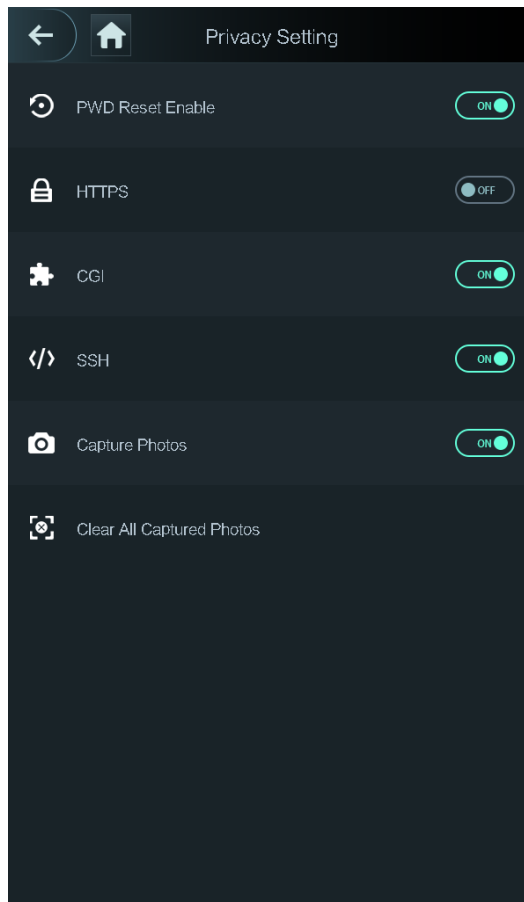 Privacy Setting
PWD Reset Enable ON
HTTPS OFF
CGI ON
SSH ON
Capture Photos ON
Clear All Captured Photos